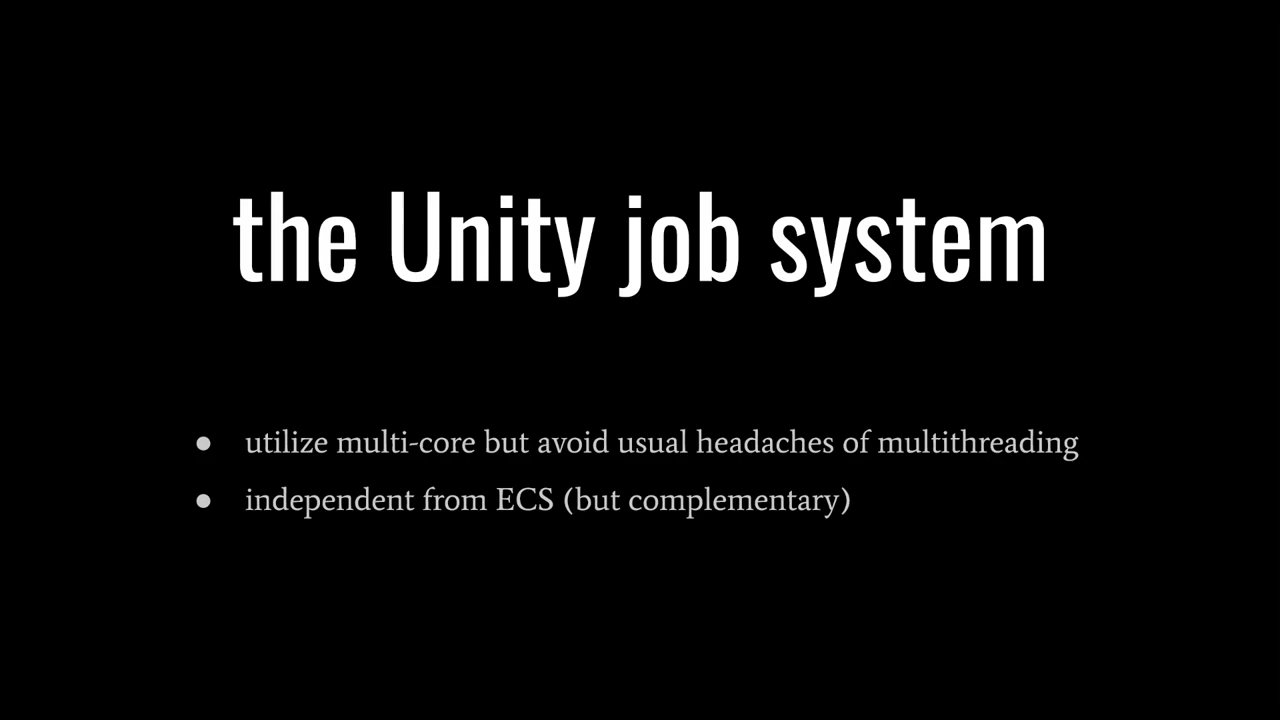 the Unity job system
● utilize multi-core but avoid usual headaches of multithreading
● independent from ECS (but complementary)